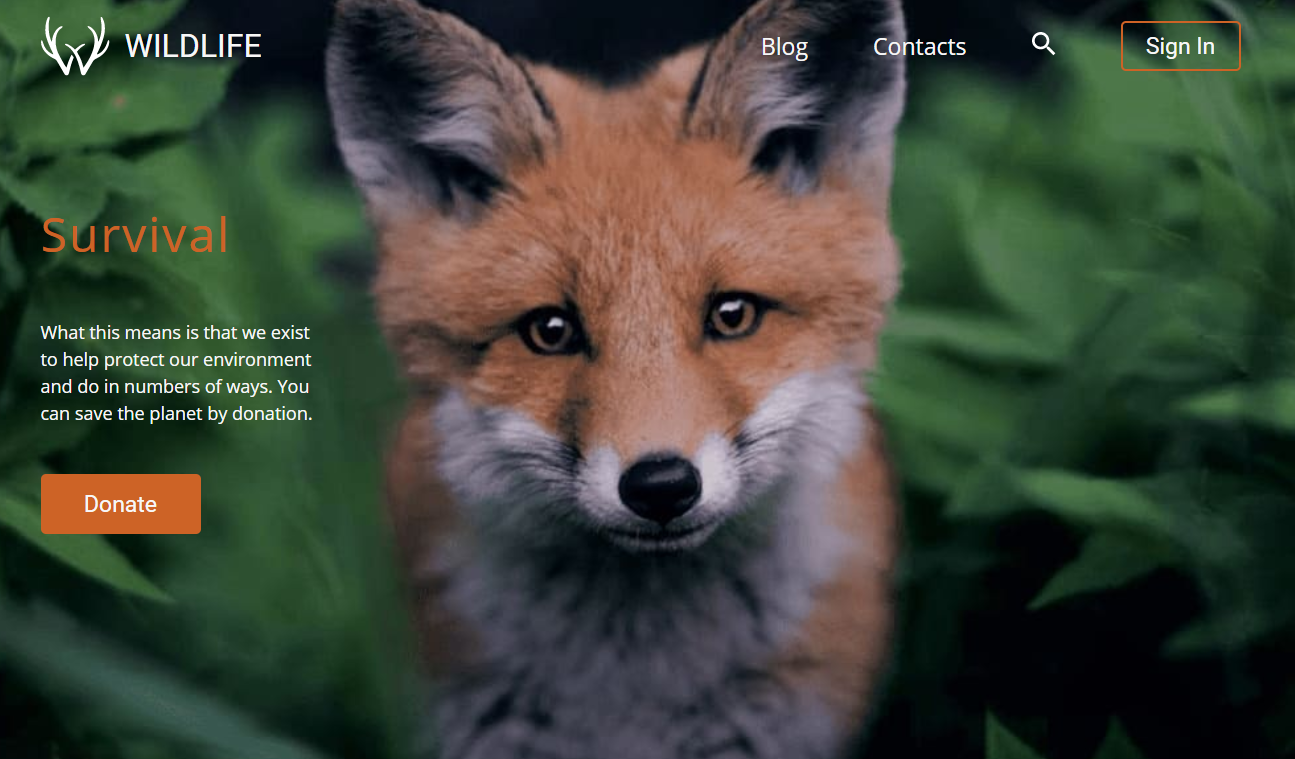 WILDLIFE
Blog
Contacts
Sign In
Survival
What this means is that we exist
to help protect our environment
and do in numbers of ways. You
can save the planet by donation.
Donate